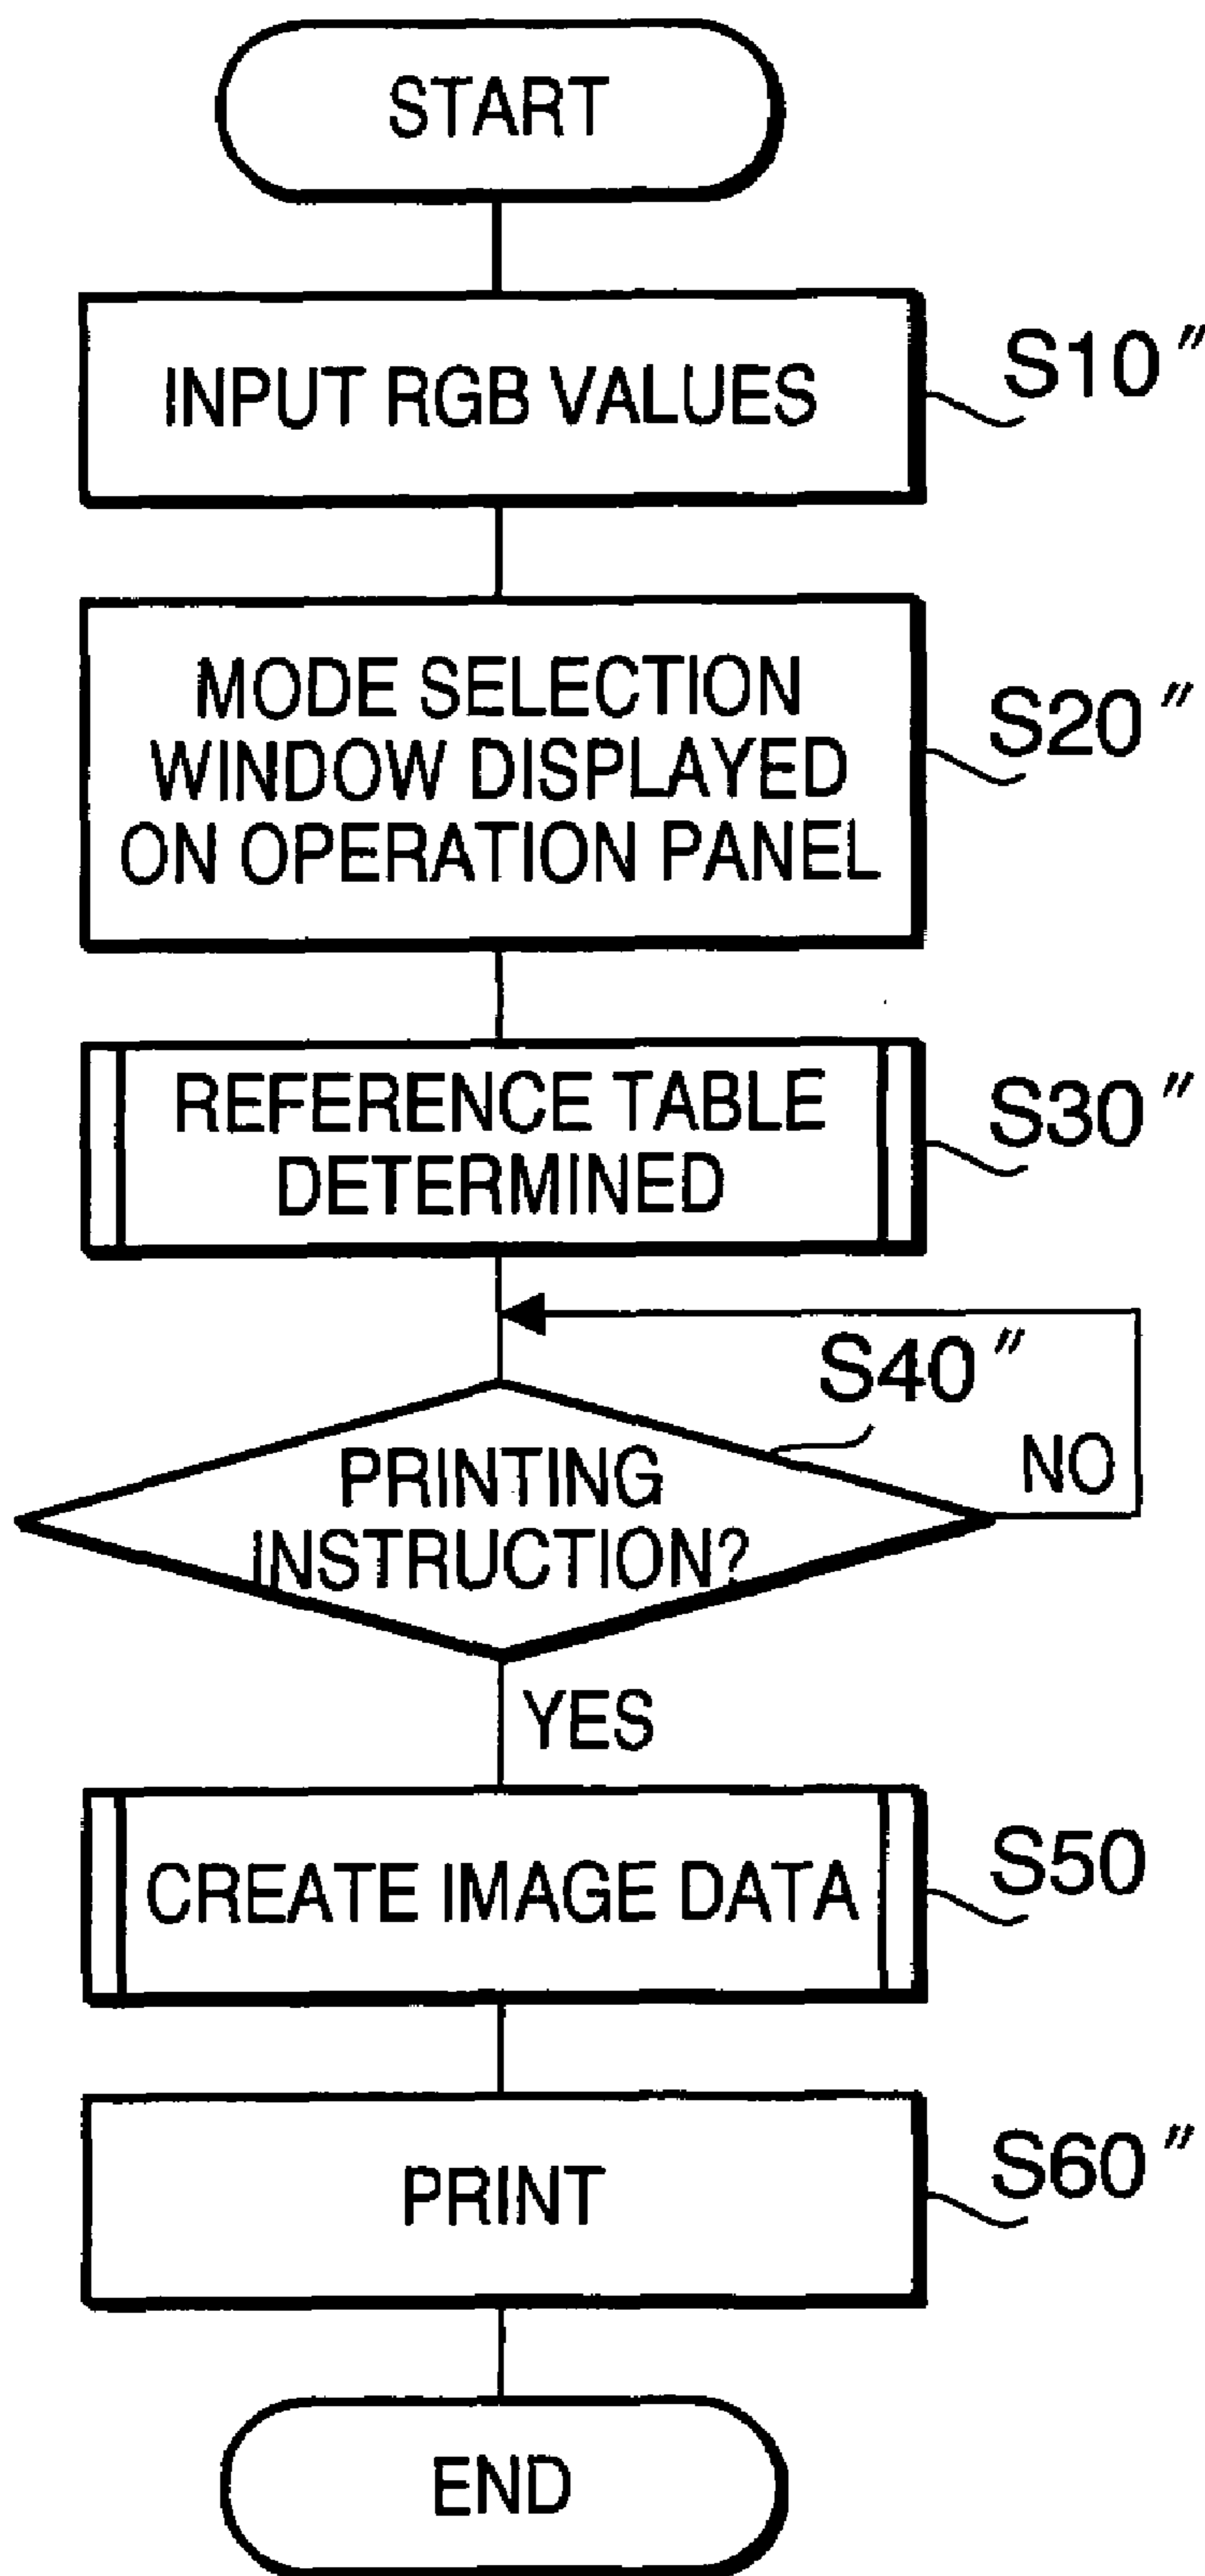 START
INPUT RGB VALUES
S10″
MODE SELECTION
WINDOW DISPLAYED
ON OPERATION PANEL
S20″
REFERENCE TABLE
DETERMINED
S30″
S40″
PRINTING
INSTRUCTION?
NO
YES
CREATE IMAGE DATA
S50
PRINT
S60″
END